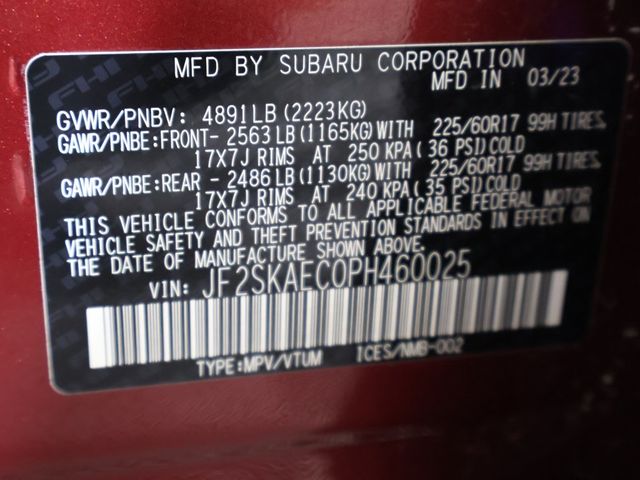 MFD BY SUBARU CORPORATION
MFD IN 03/23
GVWR/PNBV: 4891LB(2223KG)
GAWR/PNBE:FRONT- 2563LB(1165KG)WITH 225/60R17 99H TIRES,
17X7J RIMS AT 250 KPA(36 PSI)COLD
GAWR/PNBE:REAR - 2486LB(1130KG)WITH 225/60R17 99H TIRES,
17X7J RIMS AT 240 KPA(35 PSI)COLD
THIS VEHICLE CONFORMS TO ALL APPLICABLE FEDERAL MOTOR
VEHICLE SAFETY AND THEFT PREVENTION STANDARDS IN EFFECT ON
THE DATE OF MANUFACTURE SHOWN ABOVE.
VIN: JF2SKAEC0PH460025
TYPE:MPV/VTUM ICES/NMB-002